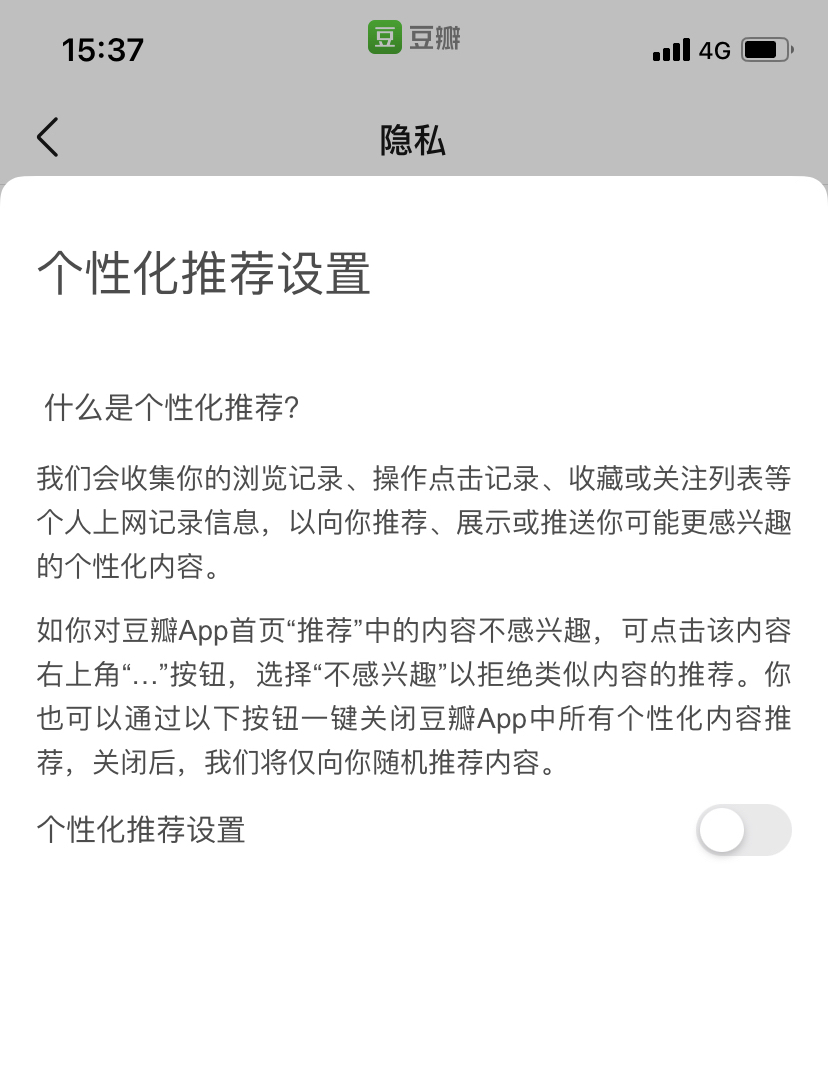 15:37
豆 豆瓣
4G
隐私
个性化推荐设置
什么是个性化推荐?
我们会收集你的浏览记录、操作点击记录、收藏或关注列表等
个人上网记录信息，以向你推荐、展示或推送你可能更感兴趣
的个性化内容。
如你对豆瓣App首页“推荐”中的内容不感兴趣，可点击该内容
右上角“...”按钮，选择“不感兴趣”以拒绝类似内容的推荐。你
也可以通过以下按钮一键关闭豆瓣App中所有个性化内容推
荐，关闭后，我们将仅向你随机推荐内容。
个性化推荐设置